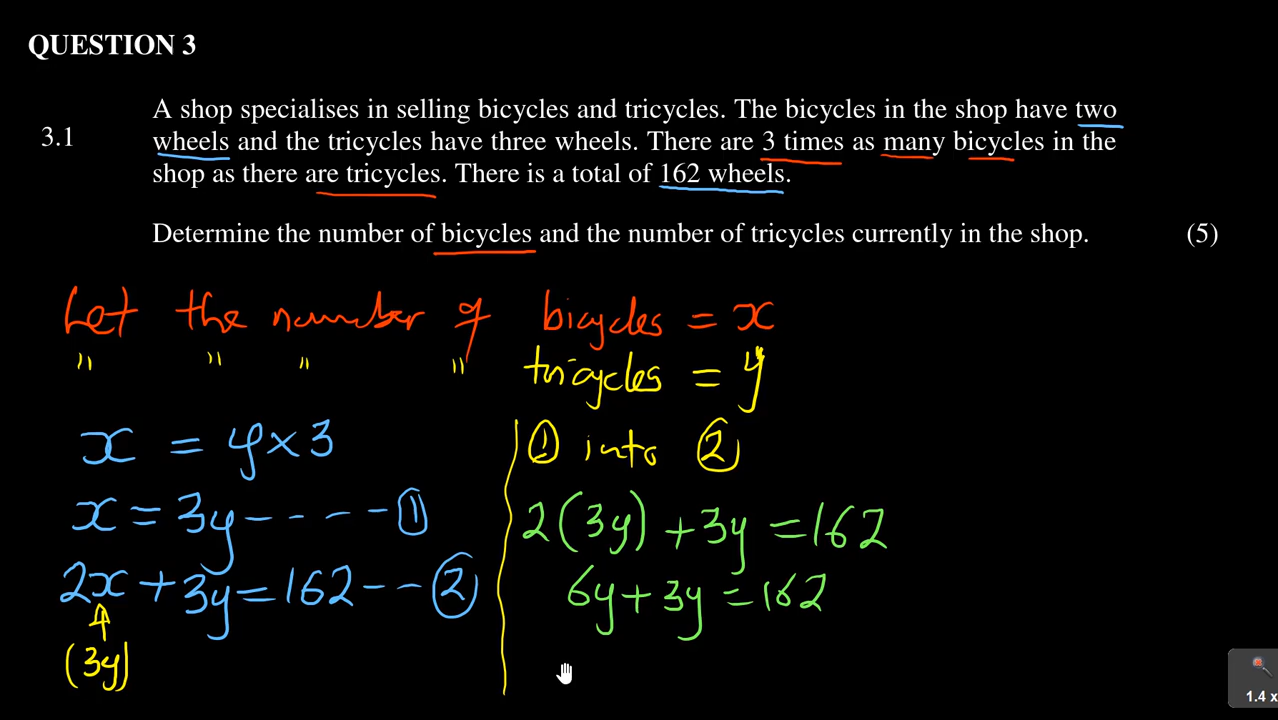 QUESTION 3
3.1
A shop specialises in selling bicycles and tricycles. The bicycles in the shop have two
wheels and the tricycles have three wheels. There are 3 times as many bicycles in the
shop as there are tricycles. There is a total of 162 wheels.
Determine the number of bicycles and the number of tricycles currently in the shop. (5)
Let the number of bicycles = x
" " " " tricycles = y
x = y × 3
x = 3y - - - - - ①
2x + 3y = 162 - - ②
(3y)
① into ②
2(3y) + 3y = 162
6y + 3y = 162
1.4 x